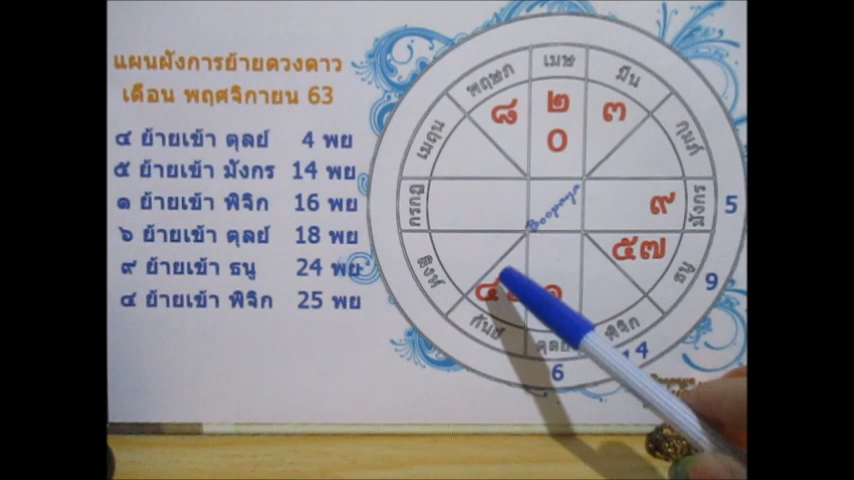 แผนผังการย้ายดวงดาว
เดือน พฤศจิกายน 63
๔ ย้ายเข้า ตุลย์ 4 พย
๕ ย้ายเข้า มังกร 14 พย
๑ ย้ายเข้า พิจิก 16 พย
๖ ย้ายเข้า ตุลย์ 18 พย
๙ ย้ายเข้า ธนู 24 พย
๔ ย้ายเข้า พิจิก 25 พย
พฤษภ เมษ มีน
๘ ๒ ๓
0
เมถุน กุมภ์
Boopaya
กรกฎ ๙ มังกร 5
๕๗
สิงห์ ธนู 9
๔ ๑
กันย์ ตุลย์ พิจิก
6 14